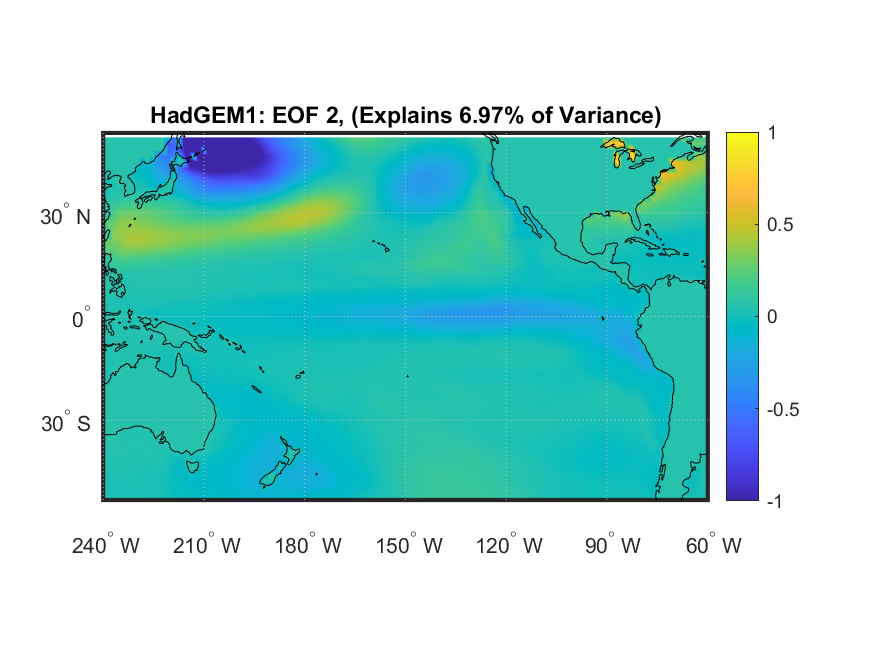 HadGEM1: EOF 2, (Explains 6.97% of Variance)
1
0.5
0
-0.5
-1
30° N
0°
30° S
240° W 210° W 180° W 150° W 120° W 90° W 60° W